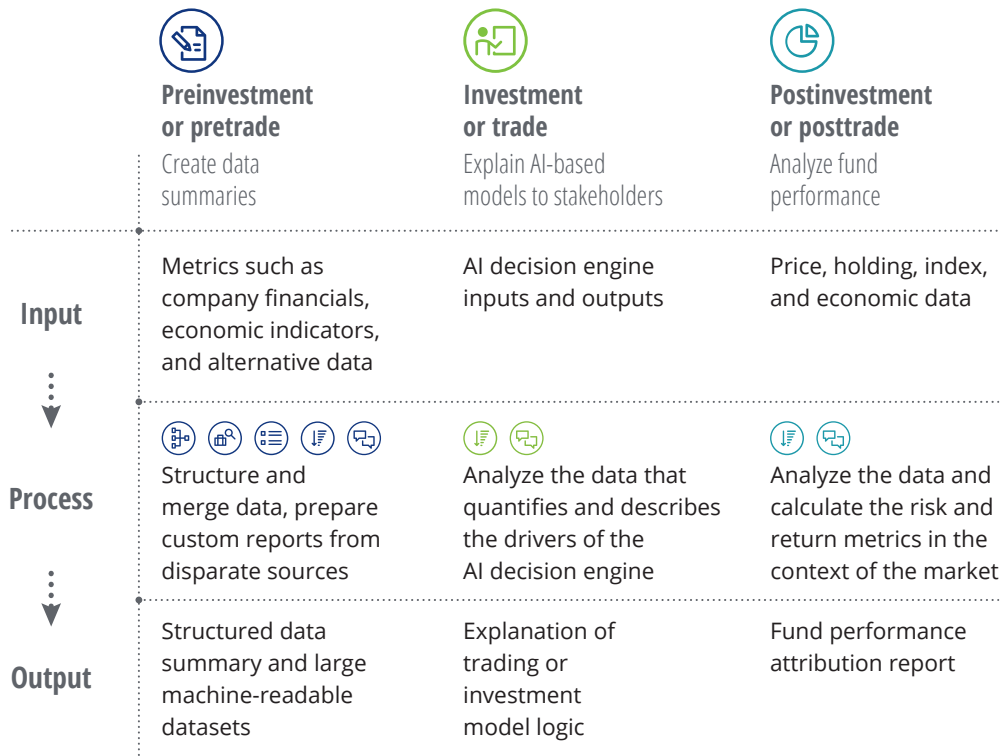 Preinvestment
or pretrade
Create data
summaries
Investment
or trade
Explain AI-based
models to stakeholders
Postinvestment
or posttrade
Analyze fund
performance
Input
Metrics such as
company financials,
economic indicators,
and alternative data
AI decision engine
inputs and outputs
Price, holding, index,
and economic data
Process
Structure and
merge data, prepare
custom reports from
disparate sources
Analyze the data that
quantifies and describes
the drivers of the
AI decision engine
Analyze the data and
calculate the risk and
return metrics in the
context of the market
Output
Structured data
summary and large
machine-readable
datasets
Explanation of
trading or
investment
model logic
Fund performance
attribution report